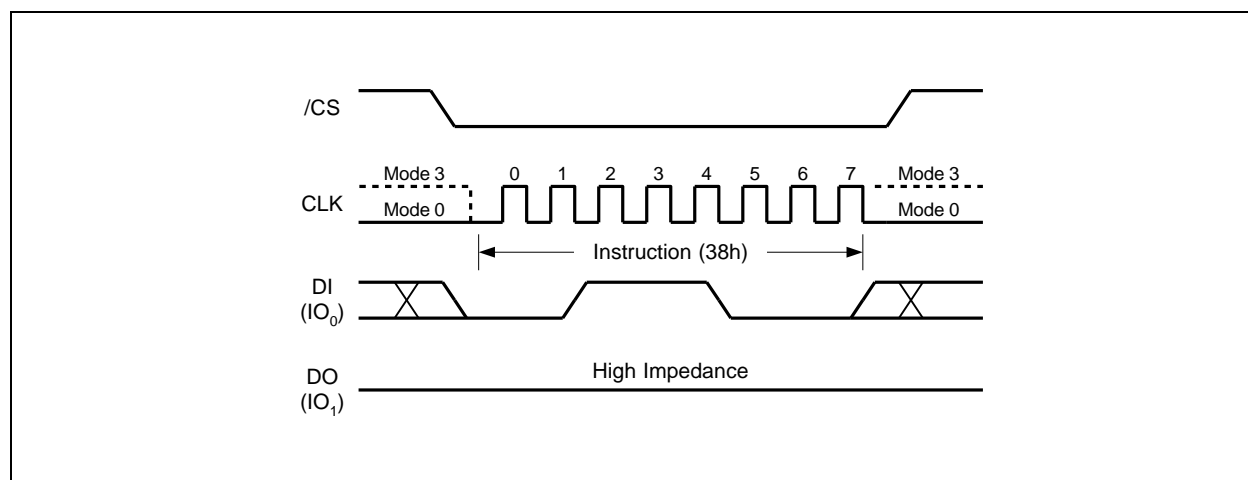 /CS
Mode 3 0 1 2 3 4 5 6 7 Mode 3
CLK Mode 0 Mode 0
Instruction (38h)
DI
(IO₀)
High Impedance
DO
(IO₁)